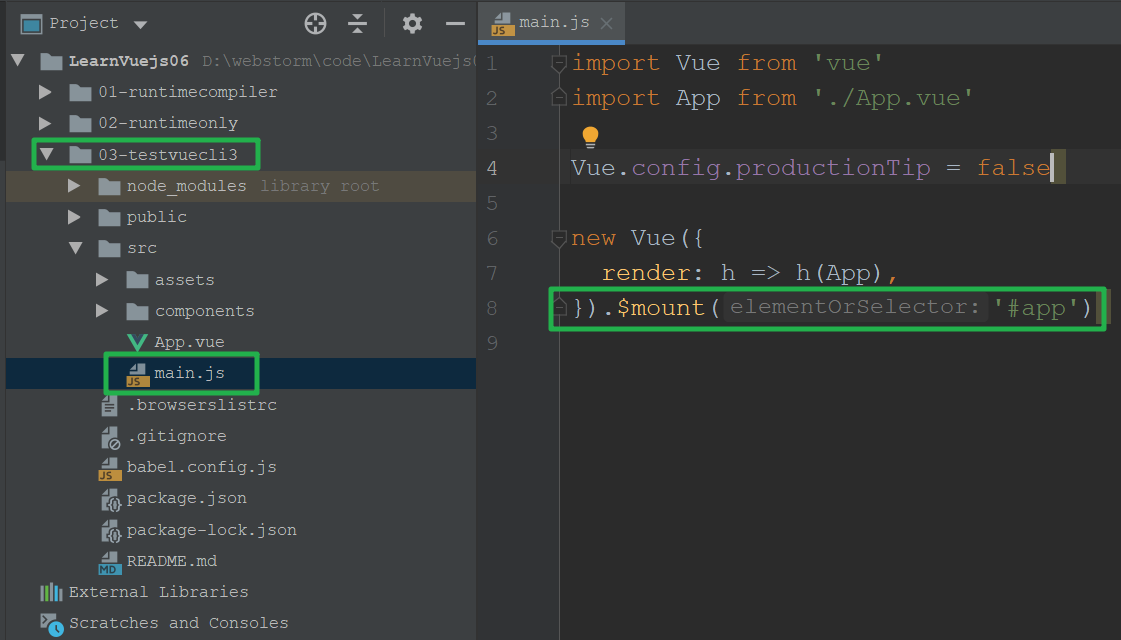 Project
LearnVuejs06 D:\webstorm\code\LearnVuejs
01-runtimecompiler
02-runtimeonly
03-testvuecli3
node_modules library root
public
src
assets
components
App.vue
main.js
.browserslistrc
.gitignore
babel.config.js
package.json
package-lock.json
README.md
External Libraries
Scratches and Consoles
main.js
1 import Vue from 'vue'
2 import App from './App.vue'
3
4 Vue.config.productionTip = false
5
6 new Vue({
7 render: h => h(App),
8 }).$mount( elementOrSelector: '#app')
9